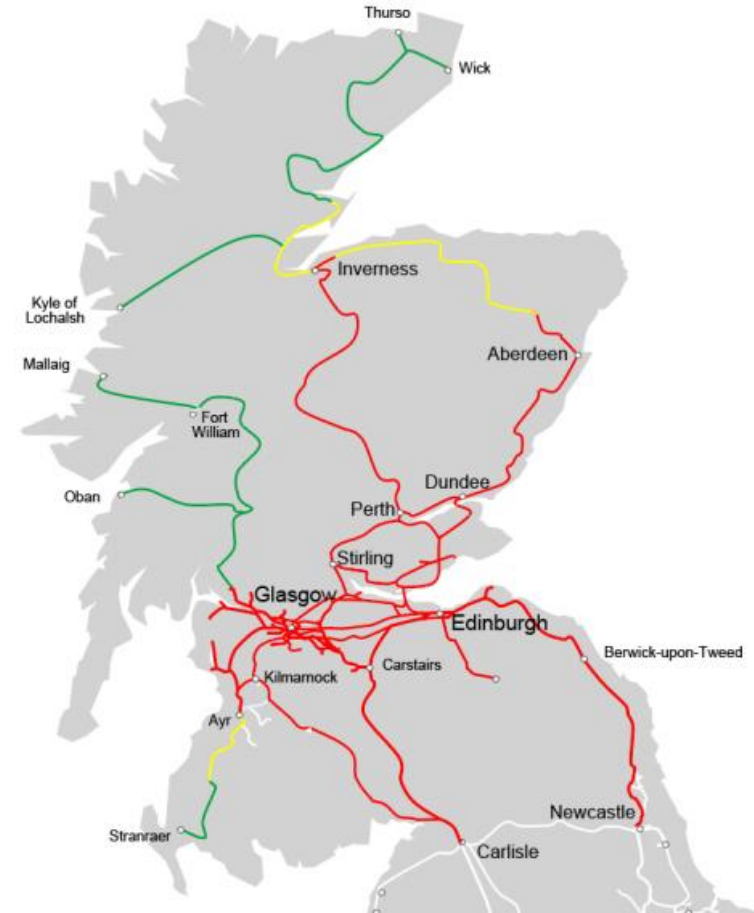 Thurso
Wick
Inverness
Kyle of
Lochalsh
Aberdeen
Mallaig
Fort
William
Dundee
Oban
Perth
Stirling
Glasgow
Edinburgh
Berwick-upon-Tweed
Carstairs
Kilmarnock
Ayr
Newcastle
Stranraer
Carlisle